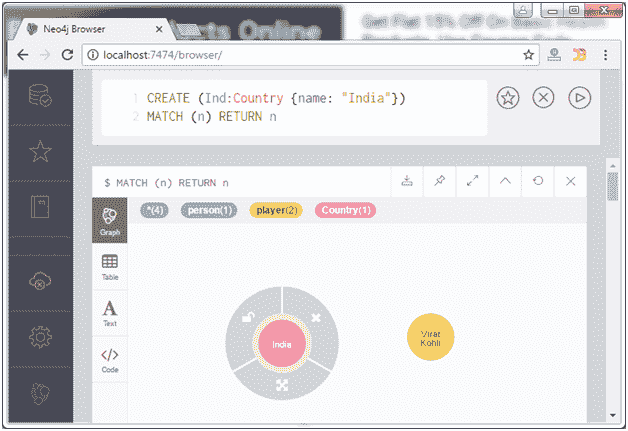 Neo4j Browser
localhost:7474/browser/
1 CREATE (Ind:Country {name: "India"})
2 MATCH (n) RETURN n
$ MATCH (n) RETURN n
*(4) person(1) player(2) Country(1)
Graph
Table
A
Text
</>
Code
India
Virat
Kohli